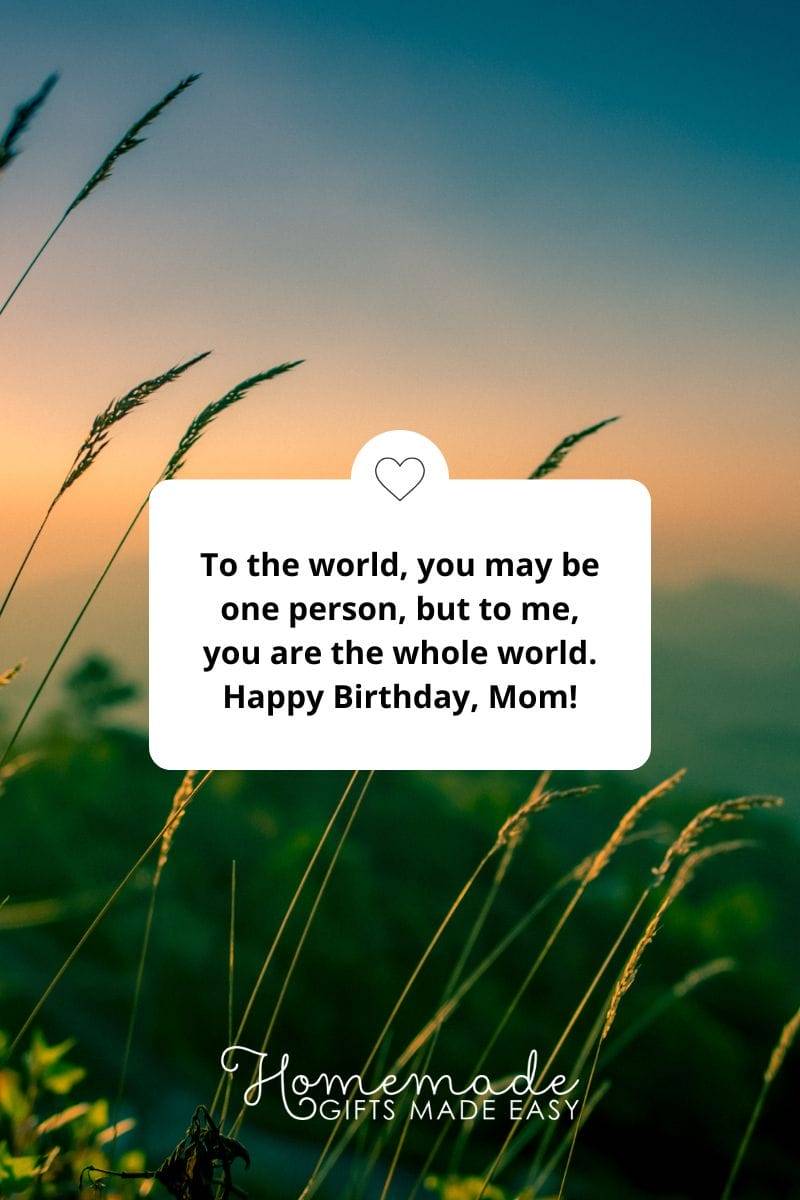 To the world, you may be
one person, but to me,
you are the whole world.
Happy Birthday, Mom!
Homemade
GIFTS MADE EASY